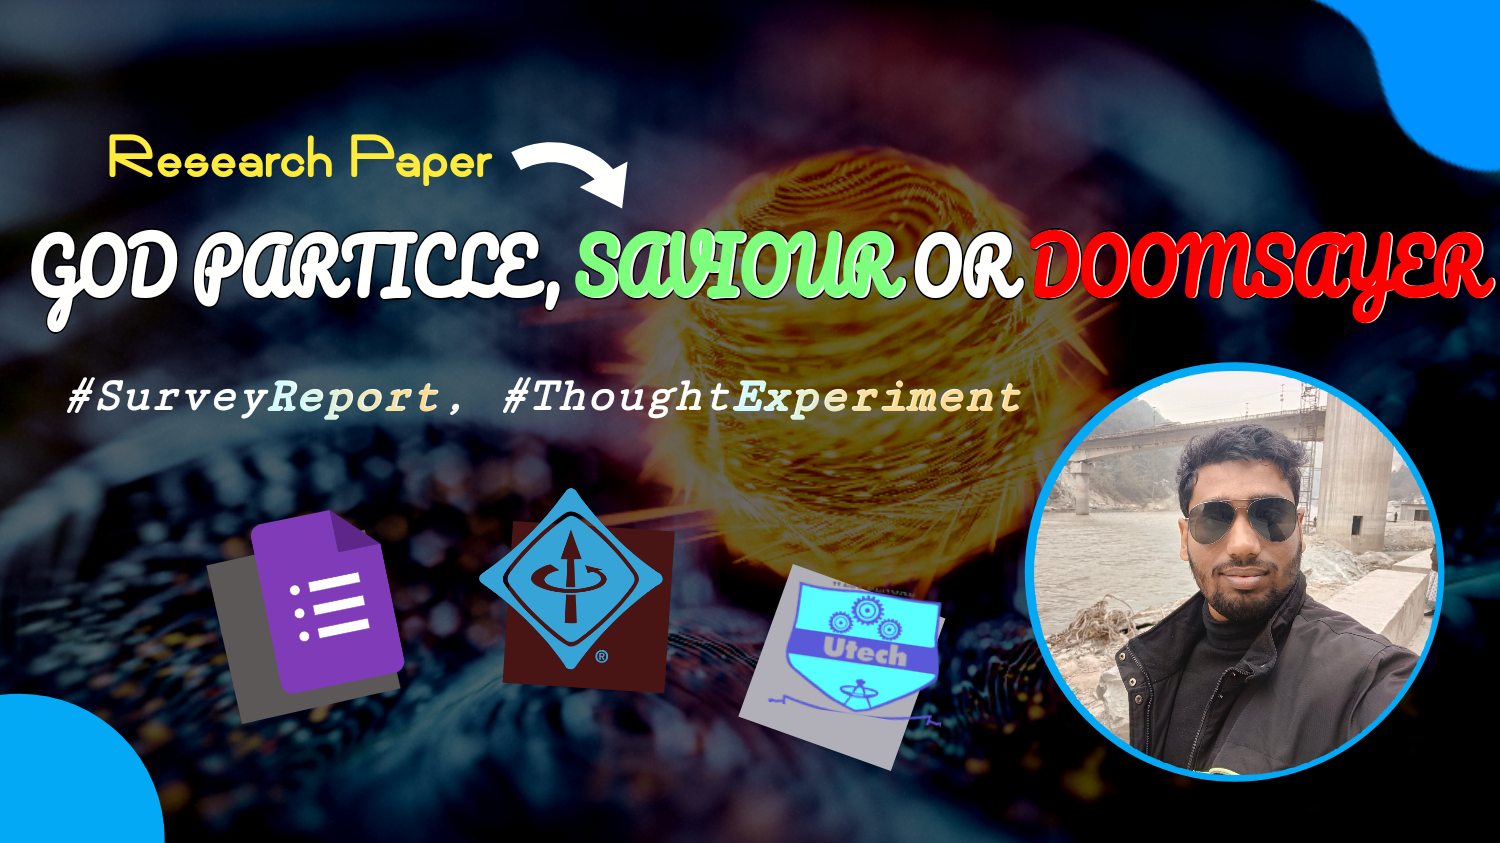 Research Paper
GOD PARTICLE, SAVIOUR OR DOOMSAYER
#SurveyReport, #ThoughtExperiment
®
Utech